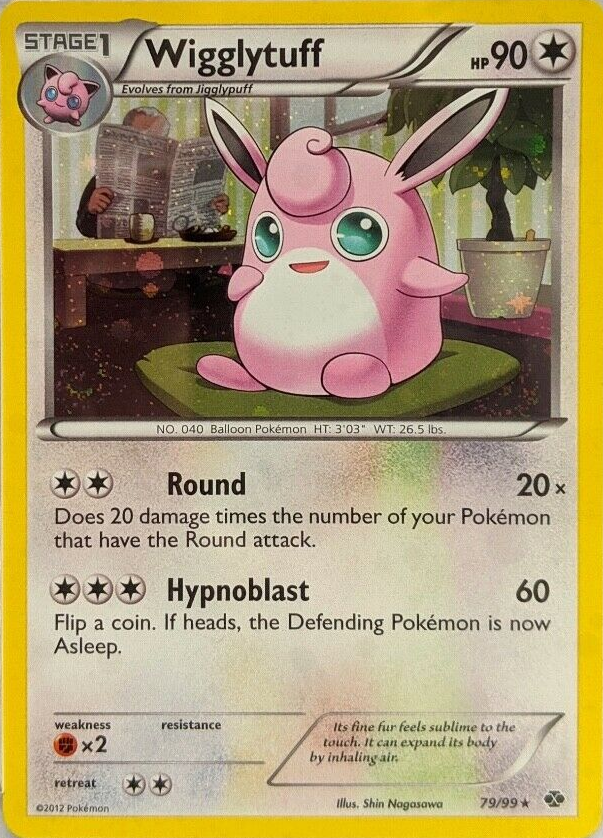 STAGE1
Wigglytuff
HP 90
Evolves from Jigglypuff
NO. 040 Balloon Pokémon HT: 3'03" WT: 26.5 lbs.
Round 20×
Does 20 damage times the number of your Pokémon
that have the Round attack.
Hypnoblast 60
Flip a coin. If heads, the Defending Pokémon is now
Asleep.
weakness resistance
×2
Its fine fur feels sublime to the
touch. It can expand its body
by inhaling air.
retreat
©2012 Pokémon
Illus. Shin Nagasawa
79/99★